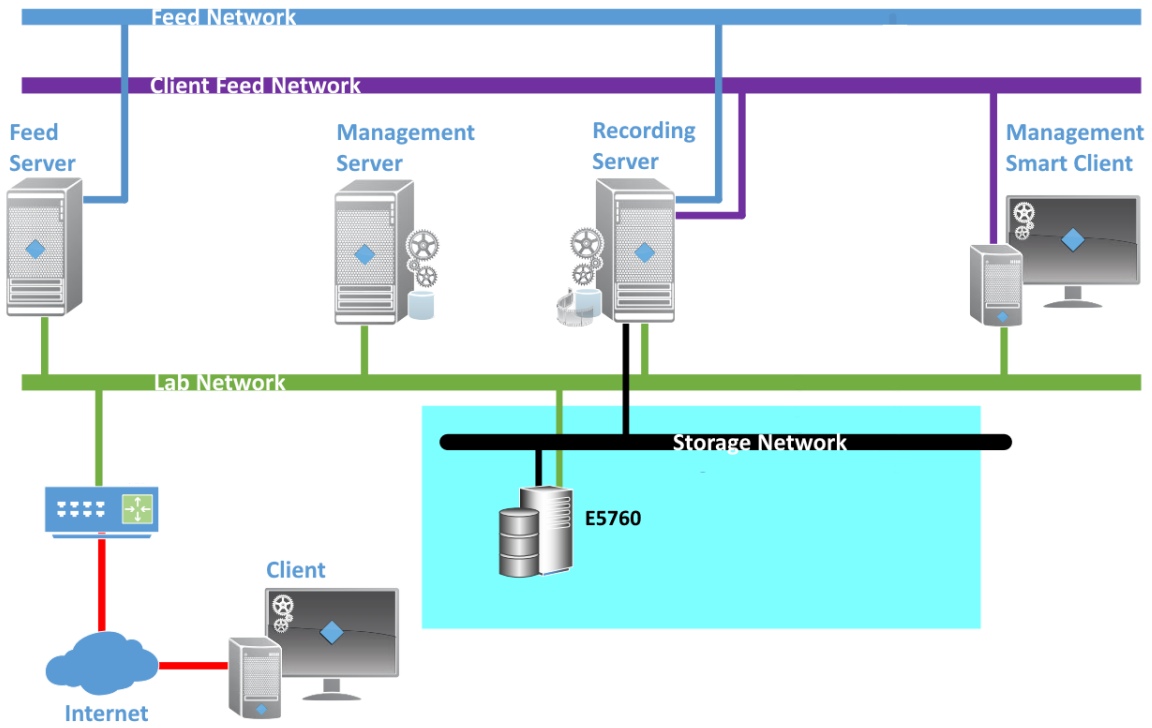 Feed Network
Client Feed Network
Feed
Server
Management
Server
Recording
Server
Management
Smart Client
Lab Network
Storage Network
E5760
Client
Internet